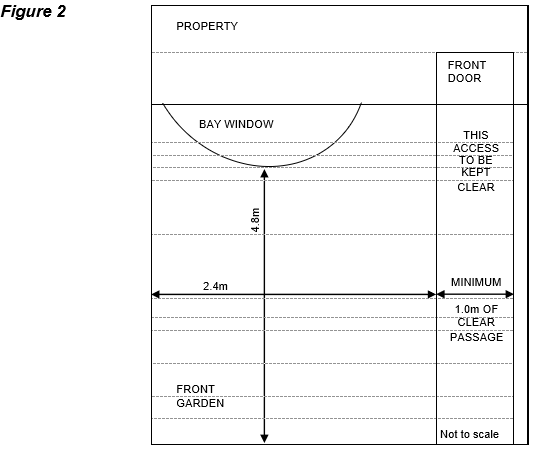 Figure 2
PROPERTY
FRONT
DOOR
BAY WINDOW
THIS
ACCESS
TO BE
KEPT
CLEAR
4.8m
2.4m
MINIMUM
1.0m OF
CLEAR
PASSAGE
FRONT
GARDEN
Not to scale